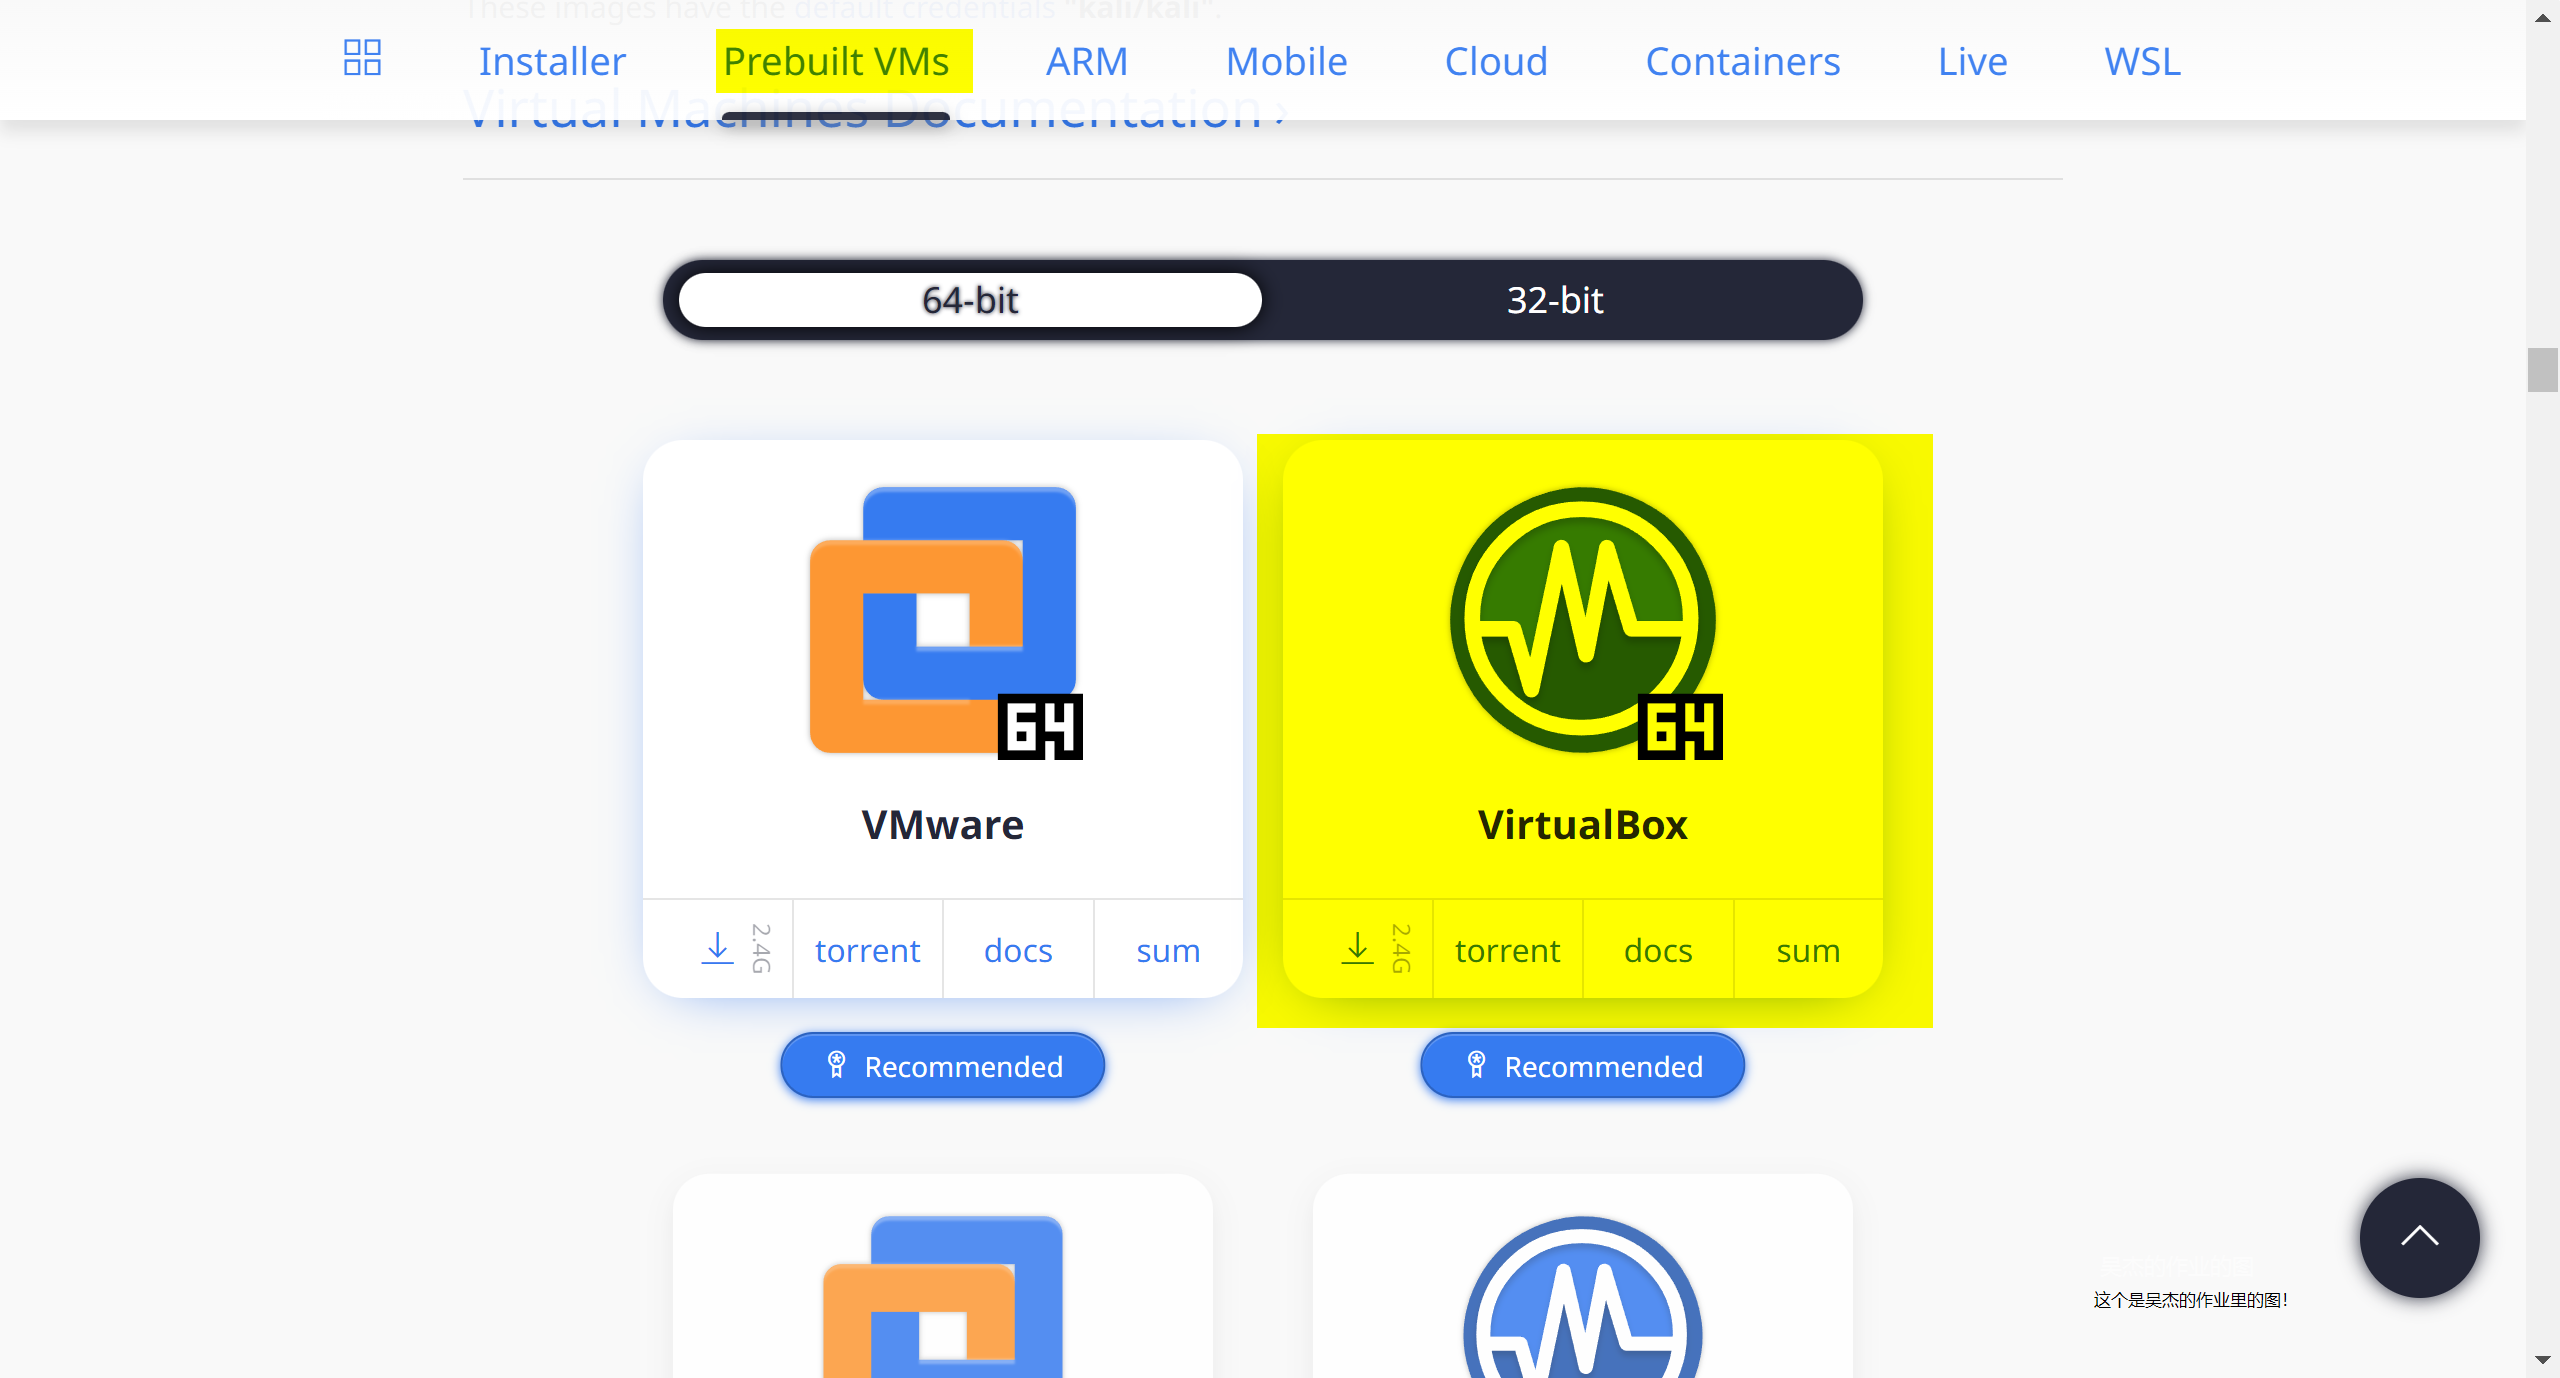 These images have the default credentials "kali/kali".
Installer Prebuilt VMs ARM Mobile Cloud Containers Live WSL
Virtual Machines Documentation ›
64-bit 32-bit
64 64
VMware VirtualBox
2.4G torrent docs sum 2.4G torrent docs sum
Recommended Recommended
这个是吴杰的作业里的图!